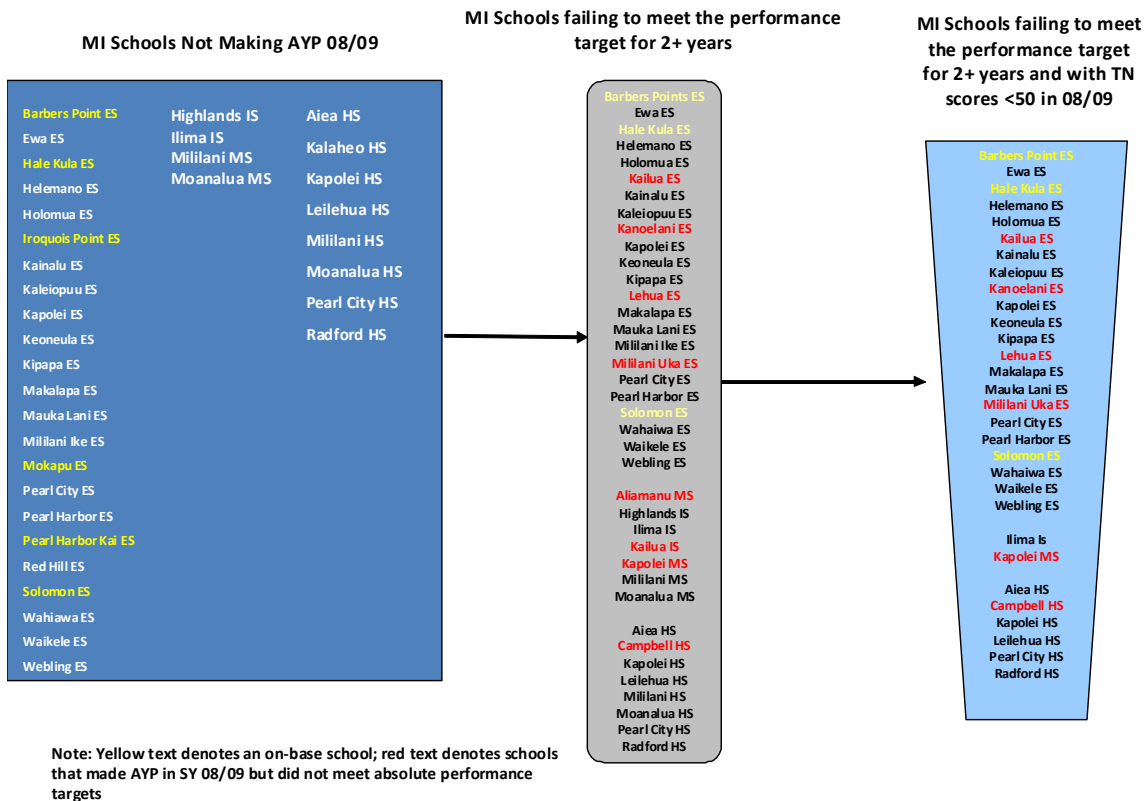 MI Schools Not Making AYP 08/09
Barbers Point ES
Ewa ES
Hale Kula ES
Helemano ES
Holomua ES
Iroquois Point ES
Kainalu ES
Kaleiopuu ES
Kapolei ES
Keoneula ES
Kipapa ES
Makalapa ES
Mauka Lani ES
Mililani Ike ES
Mokapu ES
Pearl City ES
Pearl Harbor ES
Pearl Harbor Kai ES
Red Hill ES
Solomon ES
Wahiawa ES
Waikele ES
Webling ES
Highlands IS
Ilima IS
Mililani MS
Moanalua MS
Aiea HS
Kalaheo HS
Kapolei HS
Leilehua HS
Mililani HS
Moanalua HS
Pearl City HS
Radford HS
MI Schools failing to meet the performance
target for 2+ years
Barbers Points ES
Ewa ES
Hale Kula ES
Helemano ES
Holomua ES
Kailua ES
Kainalu ES
Kaleiopuu ES
Kanoelani ES
Kapolei ES
Keoneula ES
Kipapa ES
Lehua ES
Makalapa ES
Mauka Lani ES
Mililani Ike ES
Mililani Uka ES
Pearl City ES
Pearl Harbor ES
Solomon ES
Wahaiwa ES
Waikele ES
Webling ES
Aliamanu MS
Highlands IS
Ilima IS
Kailua IS
Kapolei MS
Mililani MS
Moanalua MS
Aiea HS
Campbell HS
Kapolei HS
Leilehua HS
Mililani HS
Moanalua HS
Pearl City HS
Radford HS
MI Schools failing to meet
the performance target
for 2+ years and with TN
scores <50 in 08/09
Barbers Point ES
Ewa ES
Hale Kula ES
Helemano ES
Holomua ES
Kailua ES
Kainalu ES
Kaleiopuu ES
Kanoelani ES
Kapolei ES
Keoneula ES
Kipapa ES
Lehua ES
Makalapa ES
Mauka Lani ES
Mililani Uka ES
Pearl City ES
Pearl Harbor ES
Solomon ES
Wahaiwa ES
Waikele ES
Webling ES
Ilima Is
Kapolei MS
Aiea HS
Campbell HS
Kapolei HS
Leilehua HS
Pearl City HS
Radford HS
Note: Yellow text denotes an on-base school; red text denotes schools
that made AYP in SY 08/09 but did not meet absolute performance
targets